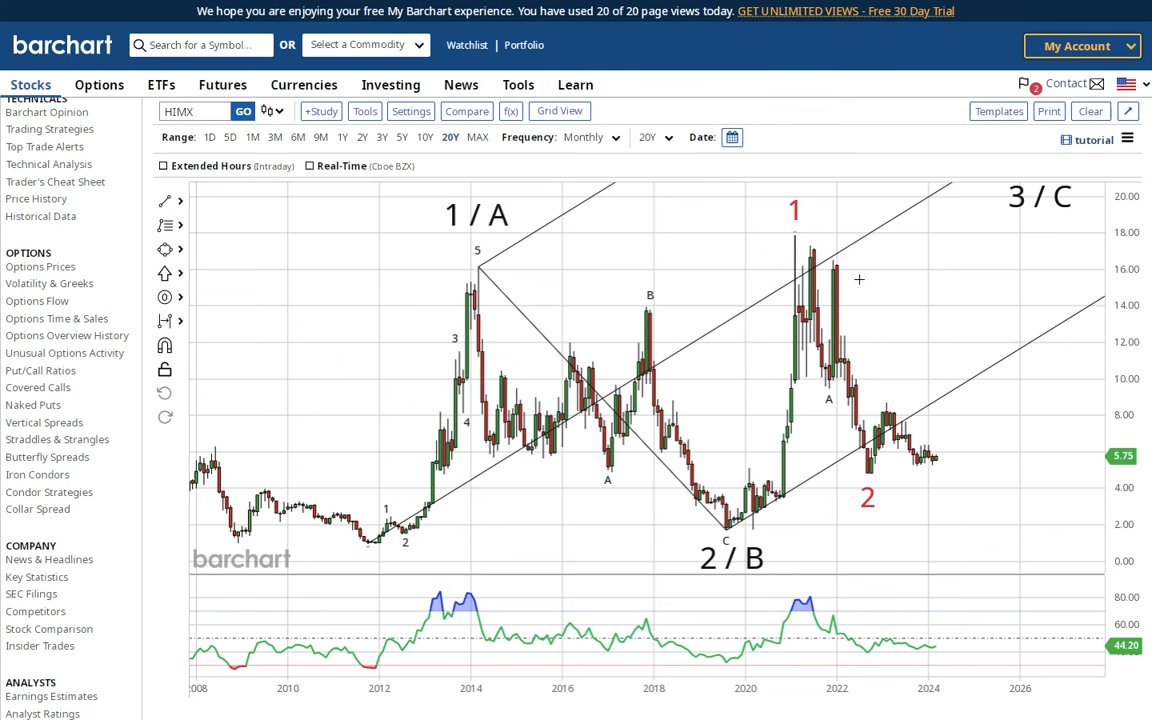 We hope you are enjoying your free My Barchart experience. You have used 20 of 20 page views today. GET UNLIMITED VIEWS - Free 30 Day Trial
barchart
Search for a Symbol...
OR
Select a Commodity
Watchlist | Portfolio
My Account
Stocks Options ETFs Futures Currencies Investing News Tools Learn
2
Contact
TECHNICALS
Barchart Opinion
Trading Strategies
Top Trade Alerts
Technical Analysis
Trader's Cheat Sheet
Price History
Historical Data
OPTIONS
Options Prices
Volatility & Greeks
Options Flow
Options Time & Sales
Options Overview History
Unusual Options Activity
Put/Call Ratios
Covered Calls
Naked Puts
Vertical Spreads
Straddles & Strangles
Butterfly Spreads
Iron Condors
Condor Strategies
Collar Spread
COMPANY
News & Headlines
Key Statistics
SEC Filings
Competitors
Stock Comparison
Insider Trades
ANALYSTS
Earnings Estimates
Analyst Ratings
HIMX GO +Study Tools Settings Compare f(x) Grid View Templates Print Clear
Range: 1D 5D 1M 3M 6M 9M 1Y 2Y 3Y 5Y 10Y 20Y MAX Frequency: Monthly 20Y Date: tutorial
Extended Hours (Intraday) Real-Time (Cboe BZX)
1 / A
1
3 / C
5
3
4
B
A
A
1
2
C
2 / B
2
barchart
20.00
18.00
16.00
14.00
12.00
10.00
8.00
5.75
4.00
2.00
0.00
80.00
60.00
44.20
2008 2010 2012 2014 2016 2018 2020 2022 2024 2026